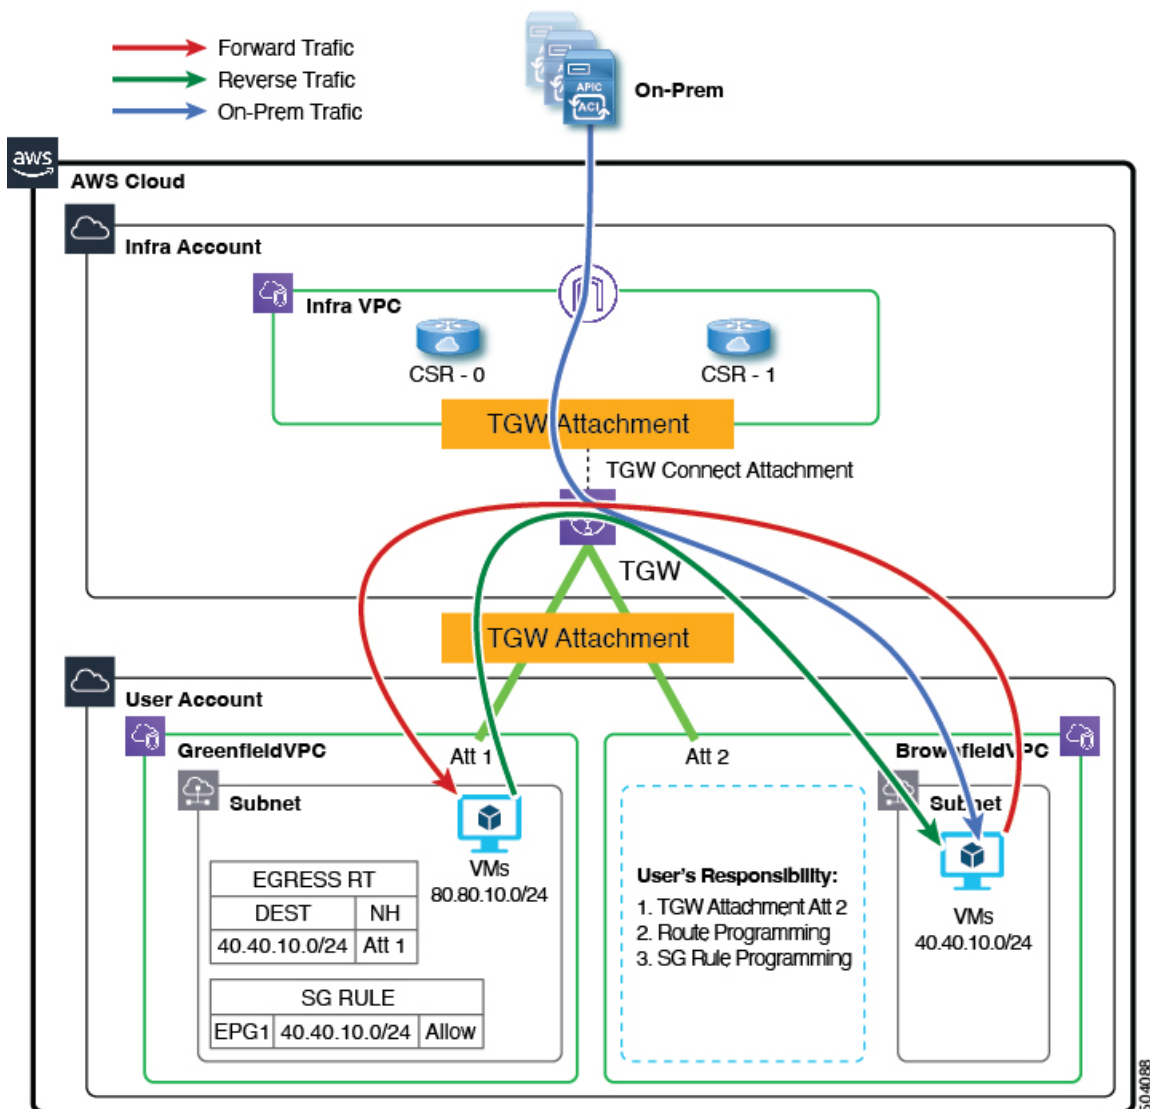 Forward Trafic
Reverse Trafic
On-Prem Trafic
APIC
ACI
On-Prem
aws
AWS Cloud
Infra Account
Infra VPC
CSR - 0
CSR - 1
TGW Attachment
TGW Connect Attachment
TGW
TGW Attachment
User Account
GreenfieldVPC
Att 1
Att 2
BrownfieldVPC
Subnet
Subnet
VMs
80.80.10.0/24
EGRESS RT
DEST NH
40.40.10.0/24 Att 1
SG RULE
EPG1 40.40.10.0/24 Allow
User's Responsibility:
1. TGW Attachment Att 2
2. Route Programming
3. SG Rule Programming
VMs
40.40.10.0/24
504088